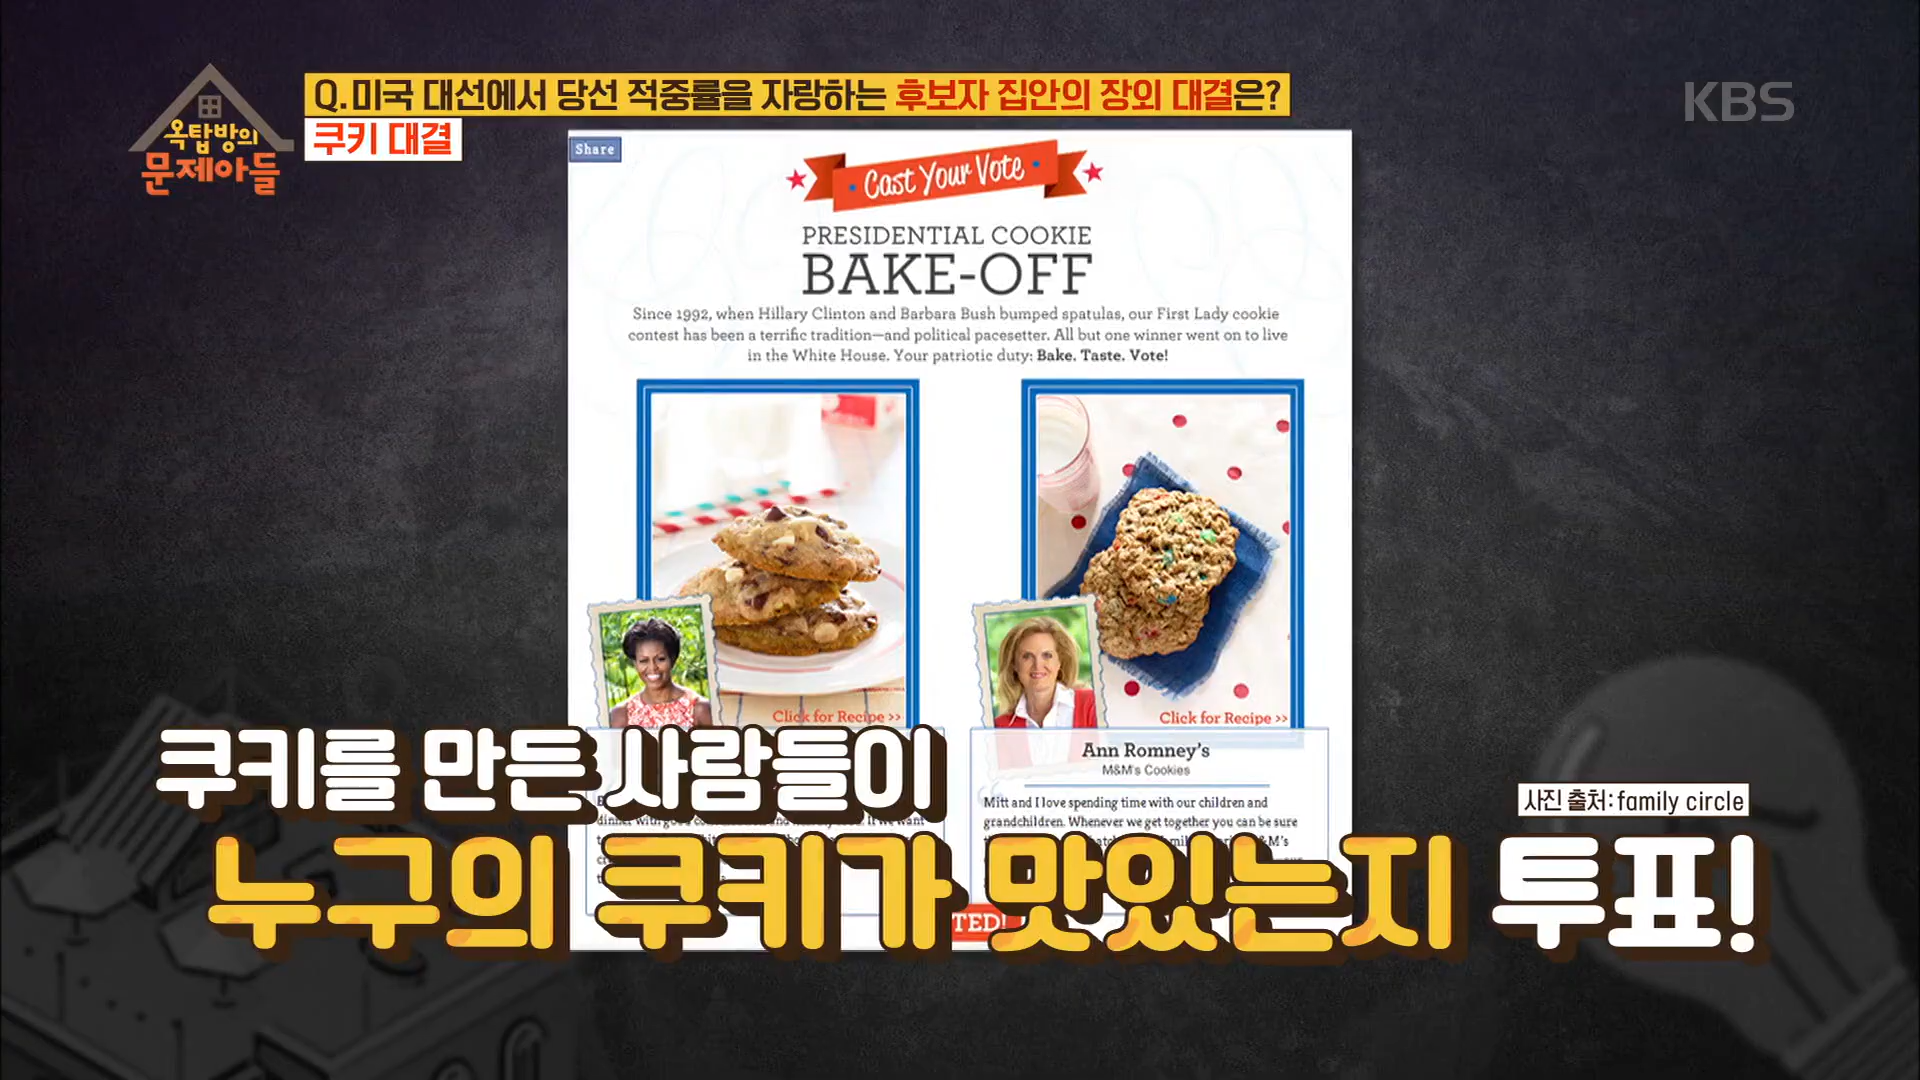 Q. 미국 대선에서 당선 적중률을 자랑하는 후보자 집안의 장외 대결은?
KBS
옥탑방의
문제아들
쿠키 대결
Share
Cast Your Vote
PRESIDENTIAL COOKIE
BAKE-OFF
Since 1992, when Hillary Clinton and Barbara Bush bumped spatulas, our First Lady cookie
contest has been a terrific tradition—and political pacesetter. All but one winner went on to live
in the White House. Your patriotic duty: Bake. Taste. Vote!
Click for Recipe >>
Click for Recipe >>
Ann Romney's
M&M's Cookies
Mitt and I love spending time with our children and
grandchildren. Whenever we get together you can be sure
쿠키를 만든 사람들이
사진 출처: family circle
누구의 쿠키가 맛있는지 투표!